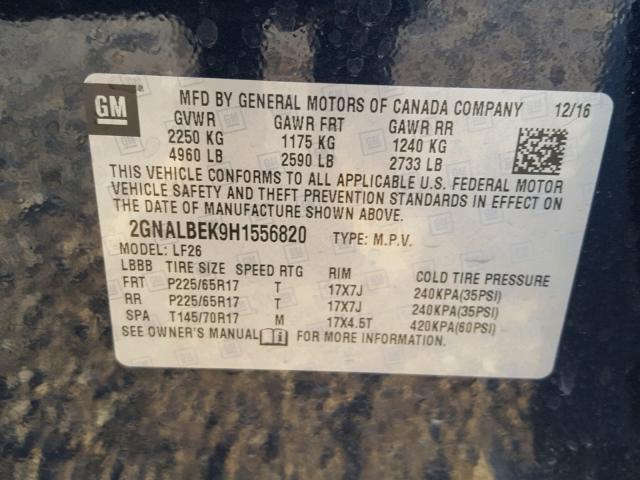 GM
MFD BY GENERAL MOTORS OF CANADA COMPANY 12/16
GVWR GAWR FRT GAWR RR
2250 KG 1175 KG 1240 KG
4960 LB 2590 LB 2733 LB
THIS VEHICLE CONFORMS TO ALL APPLICABLE U.S. FEDERAL MOTOR
VEHICLE SAFETY AND THEFT PREVENTION STANDARDS IN EFFECT ON
THE DATE OF MANUFACTURE SHOWN ABOVE.
2GNALBEK9H1556820 TYPE: M.P.V.
MODEL: LF26
LBBB TIRE SIZE SPEED RTG RIM COLD TIRE PRESSURE
FRT P225/65R17 T 17X7J 240KPA(35PSI)
RR P225/65R17 T 17X7J 240KPA(35PSI)
SPA T145/70R17 M 17X4.5T 420KPA(60PSI)
SEE OWNER'S MANUAL FOR MORE INFORMATION.